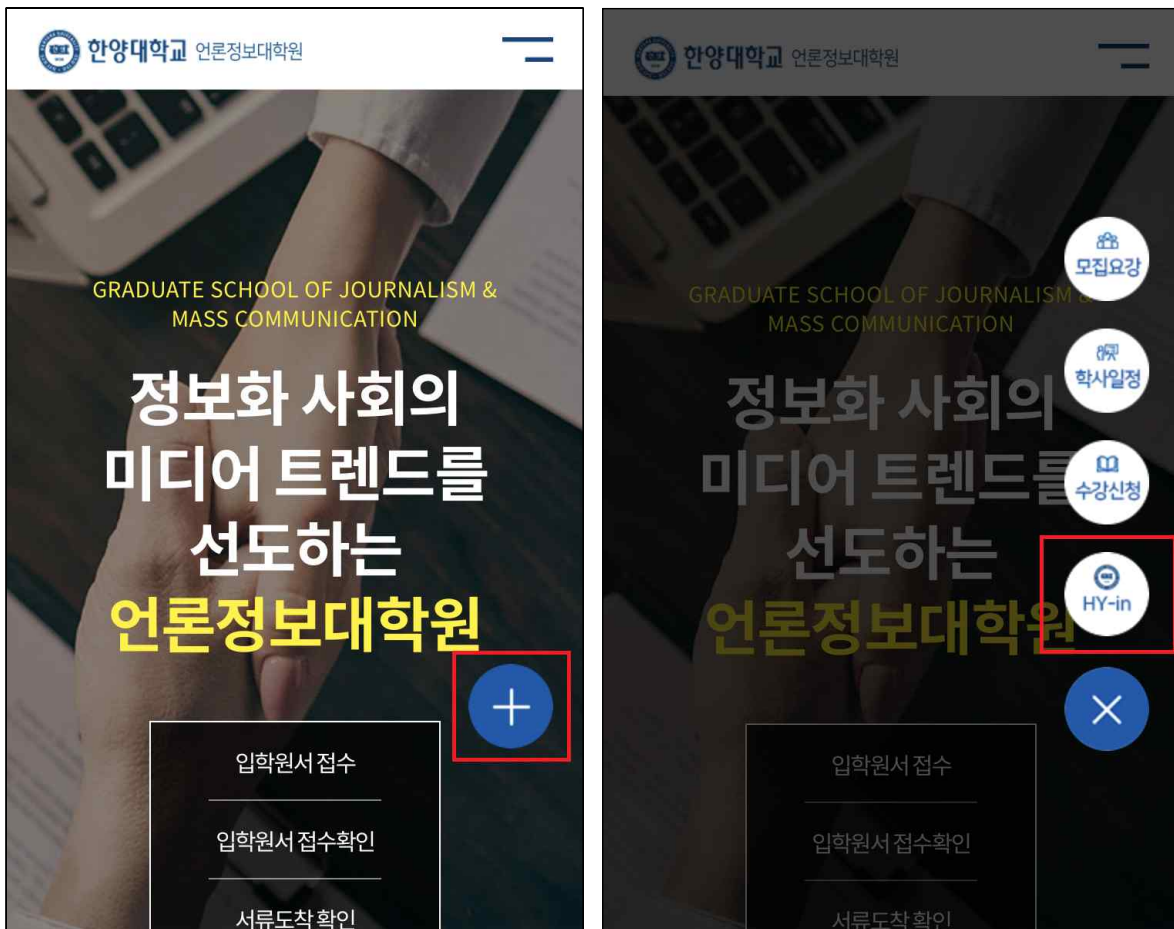 한양대학교 언론정보대학원
GRADUATE SCHOOL OF JOURNALISM &
MASS COMMUNICATION
정보화 사회의
미디어 트렌드를
선도하는
언론정보대학원
입학원서 접수
입학원서 접수확인
서류도착 확인
한양대학교 언론정보대학원
GRADUATE SCHOOL OF JOURNALISM &
MASS COMMUNICATION
정보화 사회의
미디어 트렌드를
선도하는
언론정보대학원
모집요강
학사일정
수강신청
HY-in
입학원서 접수
입학원서 접수확인
서류도착 확인